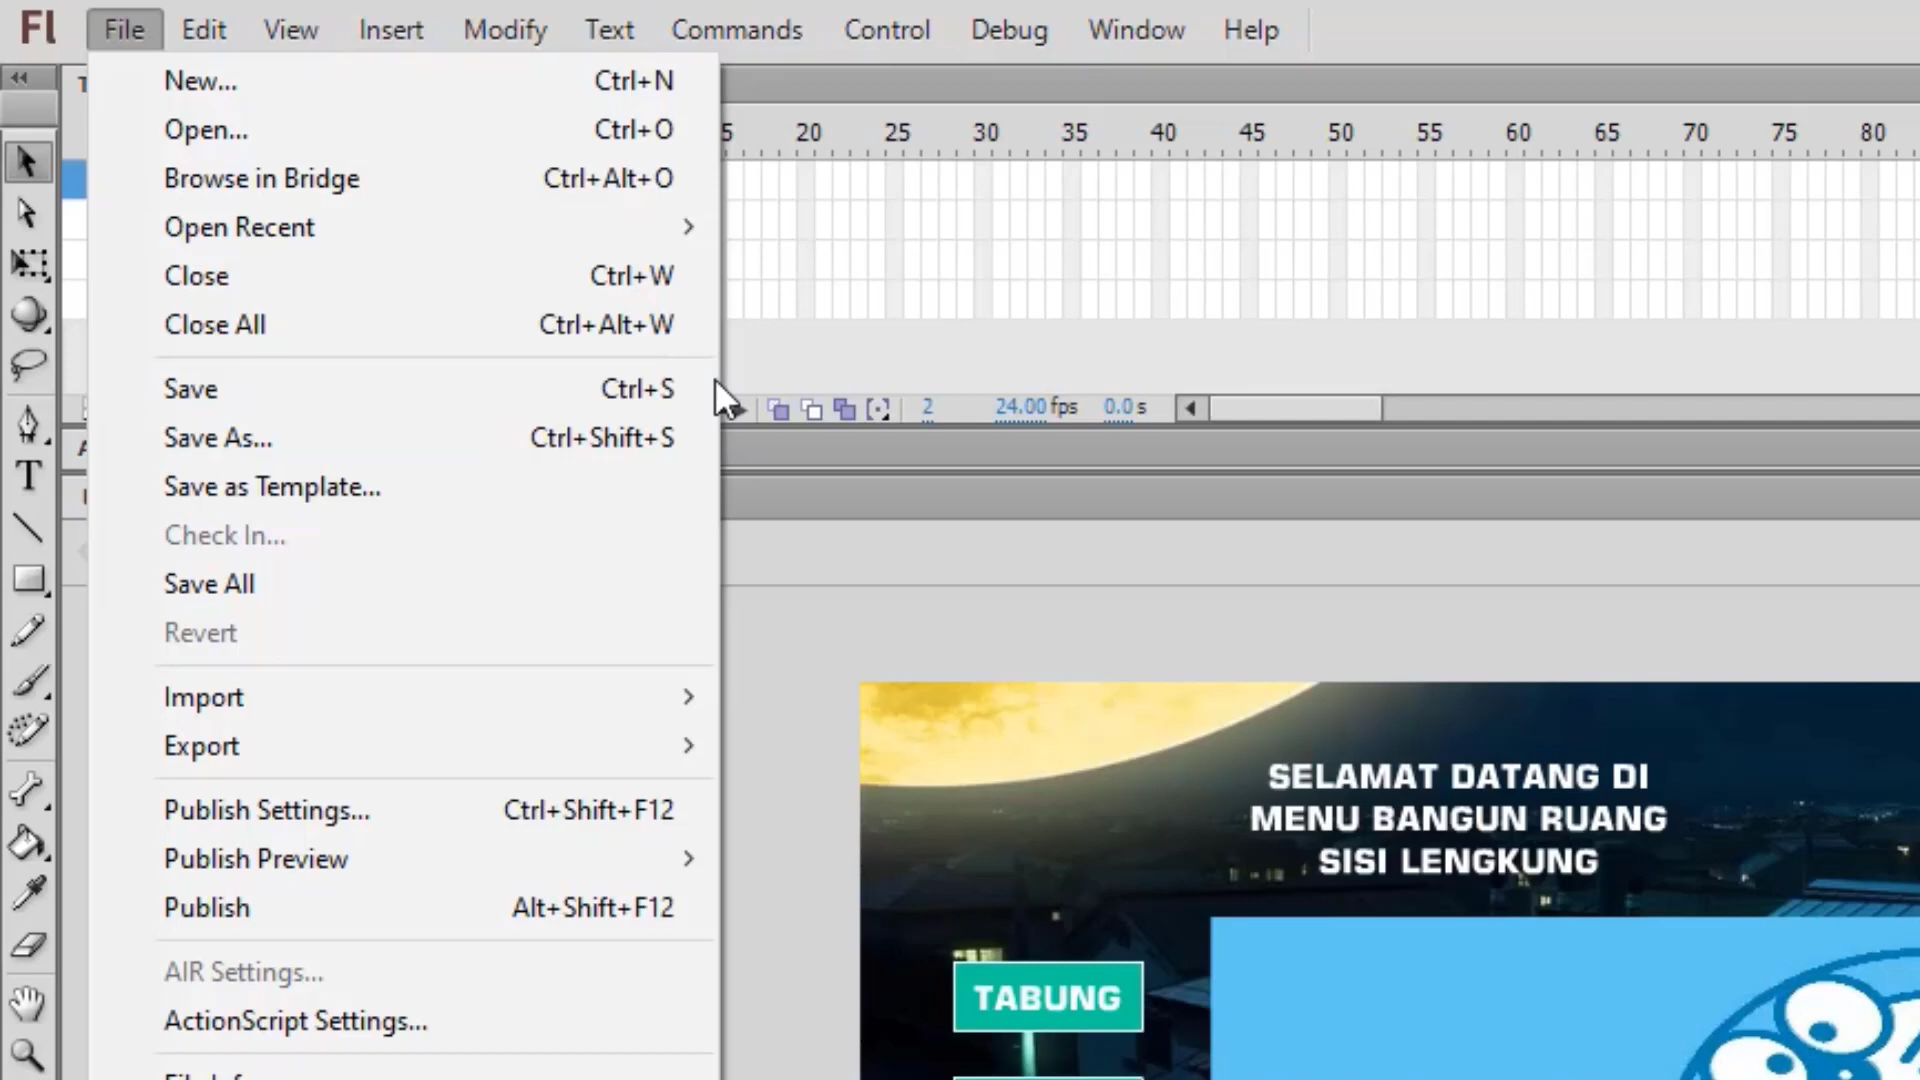 Fl File Edit View Insert Modify Text Commands Control Debug Window Help
New... Ctrl+N
Open... Ctrl+O
Browse in Bridge Ctrl+Alt+O
Open Recent
Close Ctrl+W
Close All Ctrl+Alt+W
Save Ctrl+S
Save As... Ctrl+Shift+S
Save as Template...
Check In...
Save All
Revert
Import
Export
Publish Settings... Ctrl+Shift+F12
Publish Preview
Publish Alt+Shift+F12
AIR Settings...
ActionScript Settings...
5 20 25 30 35 40 45 50 55 60 65 70 75 80
2 24.00 fps 0.0 s
SELAMAT DATANG DI
MENU BANGUN RUANG
SISI LENGKUNG
TABUNG